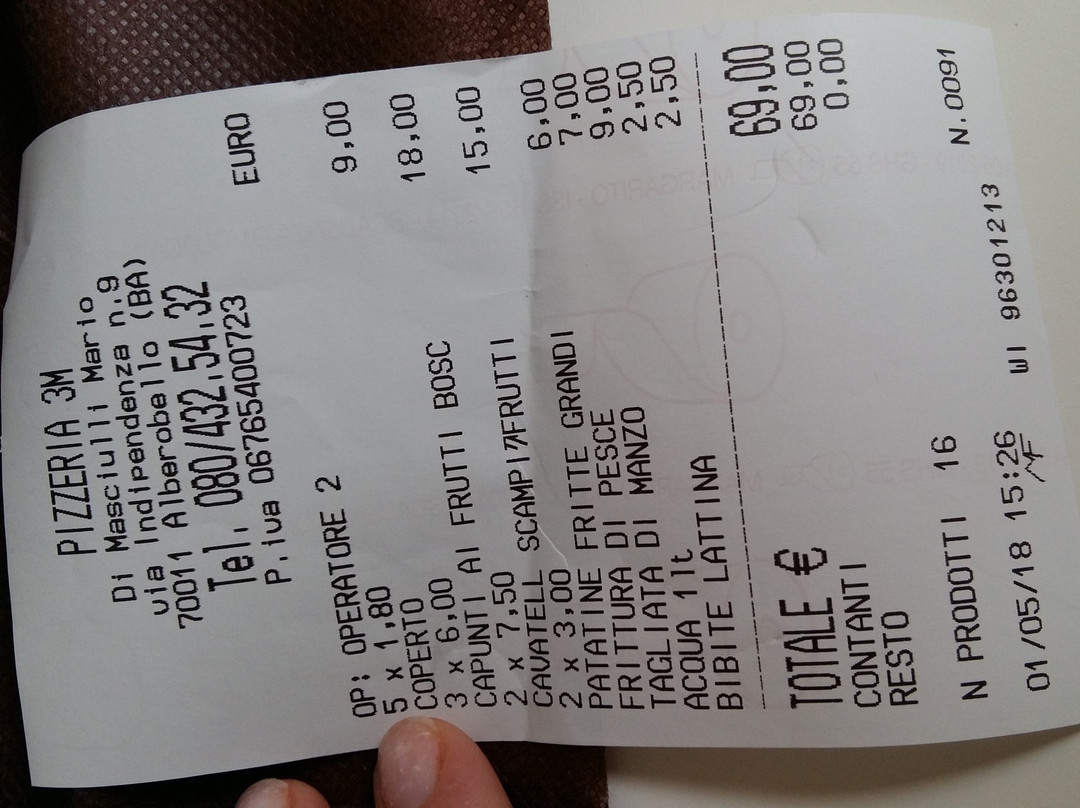 PIZZERIA 3M
Di Masciulli Mario
via Indipendenza n.9
70011 Alberobello (BA)
Tel. 080/432.54.32
P.iva 06765400723
EURO
OP: OPERATORE 2
5 x 1,80
COPERTO 9,00
3 x 6,00
CAPUNTI AI FRUTTI BOSC 18,00
2 x 7,50
CAVATELL SCAMPI FRUTTI 15,00
2 x 3,00
PATATINE FRITTE GRANDI 6,00
FRITTURA DI PESCE 7,00
TAGLIATA DI MANZO 9,00
ACQUA 1lt 2,50
BIBITE LATTINA 2,50
TOTALE € 69,00
CONTANTI 69,00
RESTO 0,00
N PRODOTTI 16
01/05/18 15:26 N.0091
MF WI 96301213